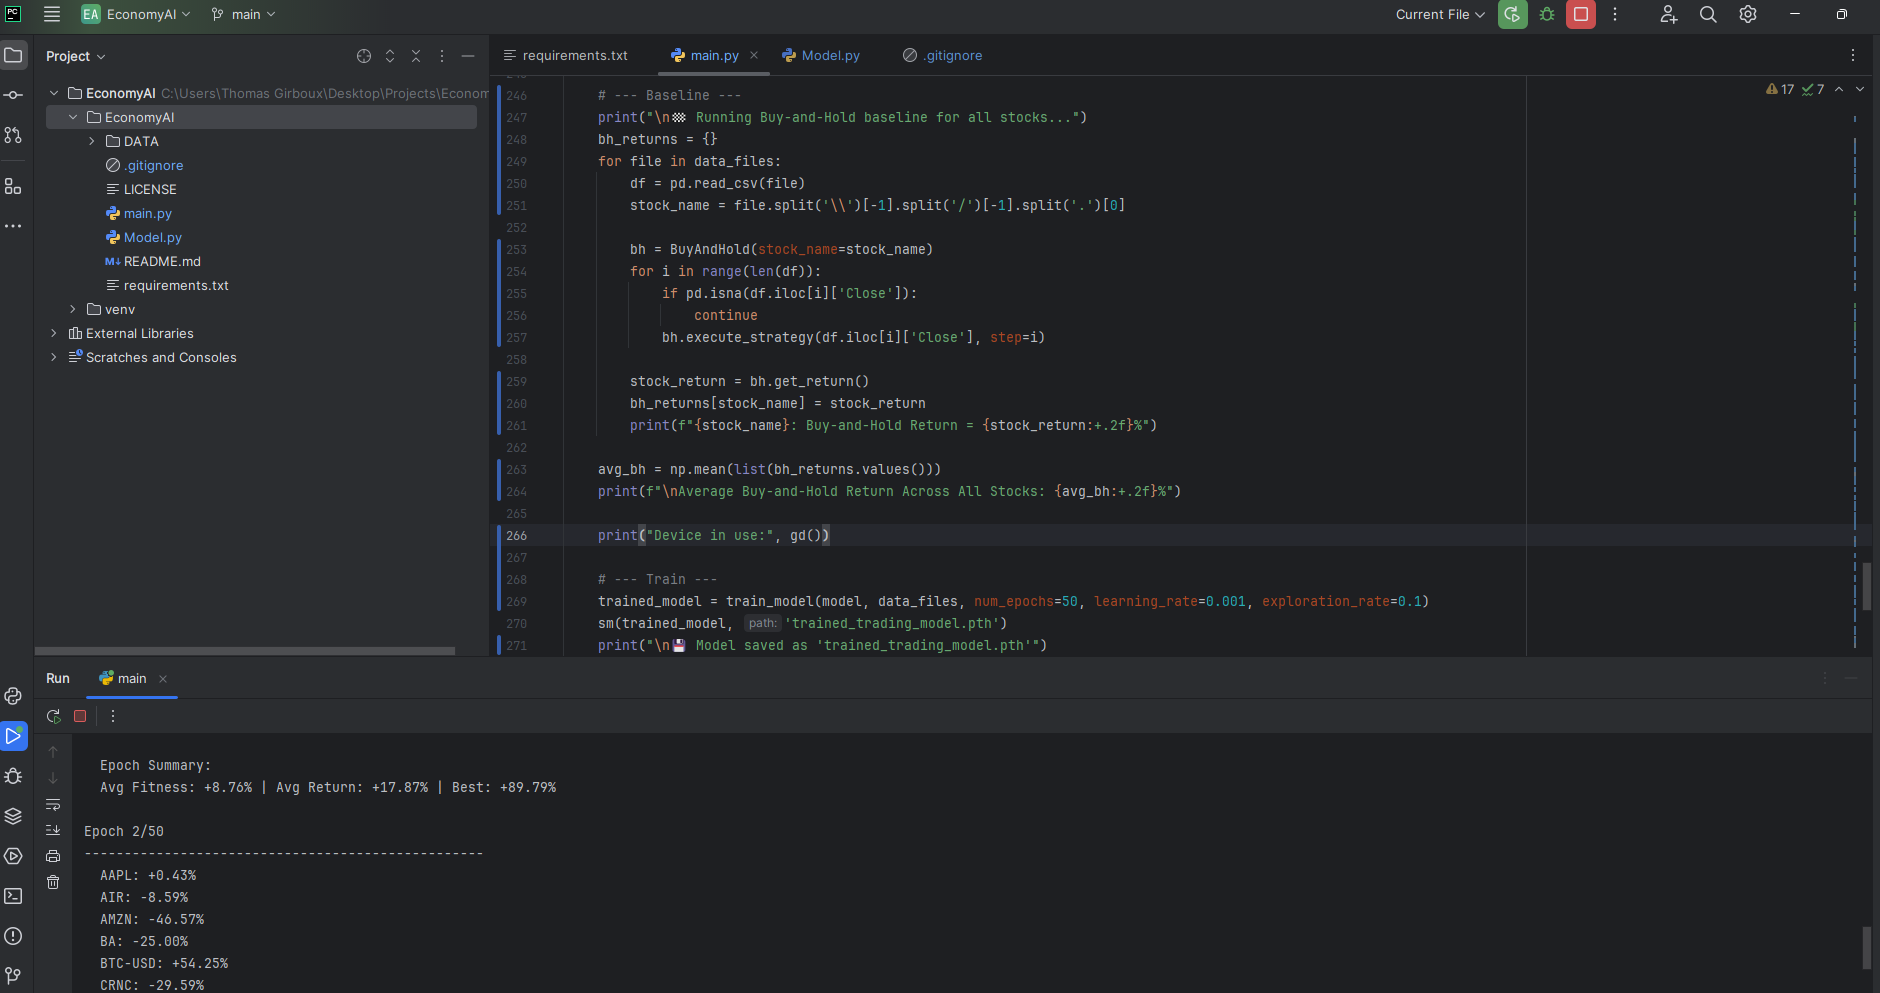 PC
EA EconomyAI main Current File
Project
requirements.txt main.py Model.py .gitignore
EconomyAI C:\Users\Thomas Girboux\Desktop\Projects\Econom
EconomyAI
DATA
.gitignore
LICENSE
main.py
Model.py
M↓ README.md
requirements.txt
venv
External Libraries
Scratches and Consoles
17 7
246 # --- Baseline ---
247 print("\n🏁 Running Buy-and-Hold baseline for all stocks...")
248 bh_returns = {}
249 for file in data_files:
250 df = pd.read_csv(file)
251 stock_name = file.split('\\')[-1].split('/')[-1].split('.')[0]
252
253 bh = BuyAndHold(stock_name=stock_name)
254 for i in range(len(df)):
255 if pd.isna(df.iloc[i]['Close']):
256 continue
257 bh.execute_strategy(df.iloc[i]['Close'], step=i)
258
259 stock_return = bh.get_return()
260 bh_returns[stock_name] = stock_return
261 print(f"{stock_name}: Buy-and-Hold Return = {stock_return:+.2f}%")
262
263 avg_bh = np.mean(list(bh_returns.values()))
264 print(f"\nAverage Buy-and-Hold Return Across All Stocks: {avg_bh:+.2f}%")
265
266 print("Device in use:", gd())
267
268 # --- Train ---
269 trained_model = train_model(model, data_files, num_epochs=50, learning_rate=0.001, exploration_rate=0.1)
270 sm(trained_model, path: 'trained_trading_model.pth')
271 print("\n💾 Model saved as 'trained_trading_model.pth'")
Run main
Epoch Summary:
Avg Fitness: +8.76% | Avg Return: +17.87% | Best: +89.79%
Epoch 2/50
--------------------------------------------------
AAPL: +0.43%
AIR: -8.59%
AMZN: -46.57%
BA: -25.00%
BTC-USD: +54.25%
CRNC: -29.59%